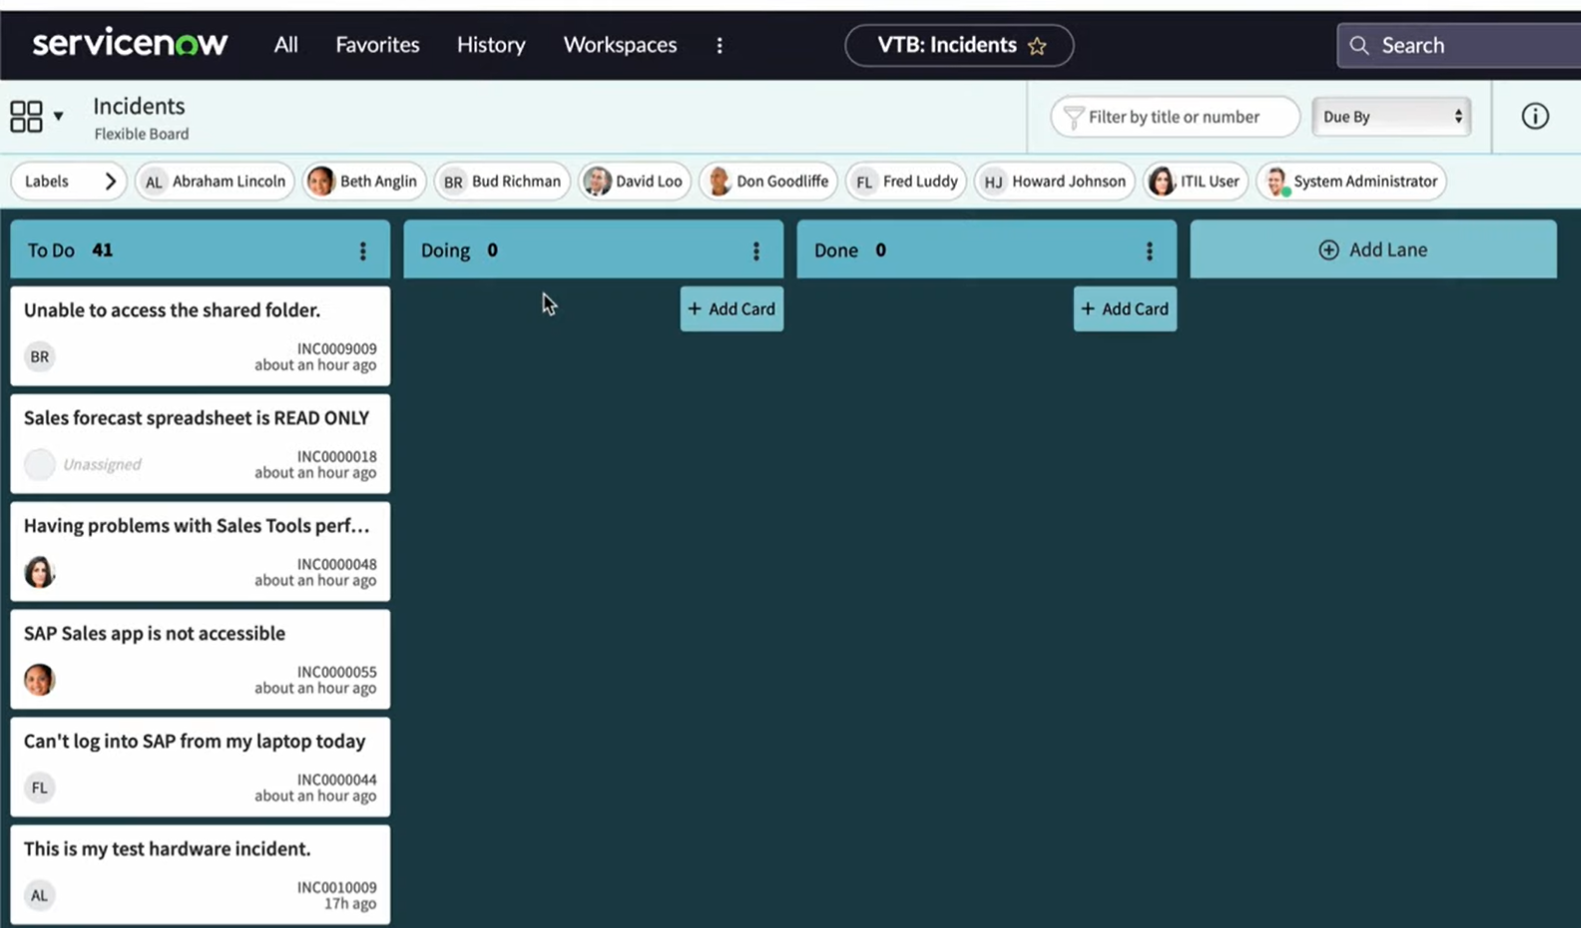 servicenow All Favorites History Workspaces VTB: Incidents Search
Incidents
Flexible Board
Filter by title or number Due By
Labels AL Abraham Lincoln Beth Anglin BR Bud Richman David Loo Don Goodliffe FL Fred Luddy HJ Howard Johnson ITIL User System Administrator
To Do 41 Doing 0 Done 0 Add Lane
Unable to access the shared folder.
+ Add Card + Add Card
BR INC0009009
about an hour ago
Sales forecast spreadsheet is READ ONLY
Unassigned INC0000018
about an hour ago
Having problems with Sales Tools perf...
INC0000048
about an hour ago
SAP Sales app is not accessible
INC0000055
about an hour ago
Can't log into SAP from my laptop today
FL INC0000044
about an hour ago
This is my test hardware incident.
AL INC0010009
17h ago